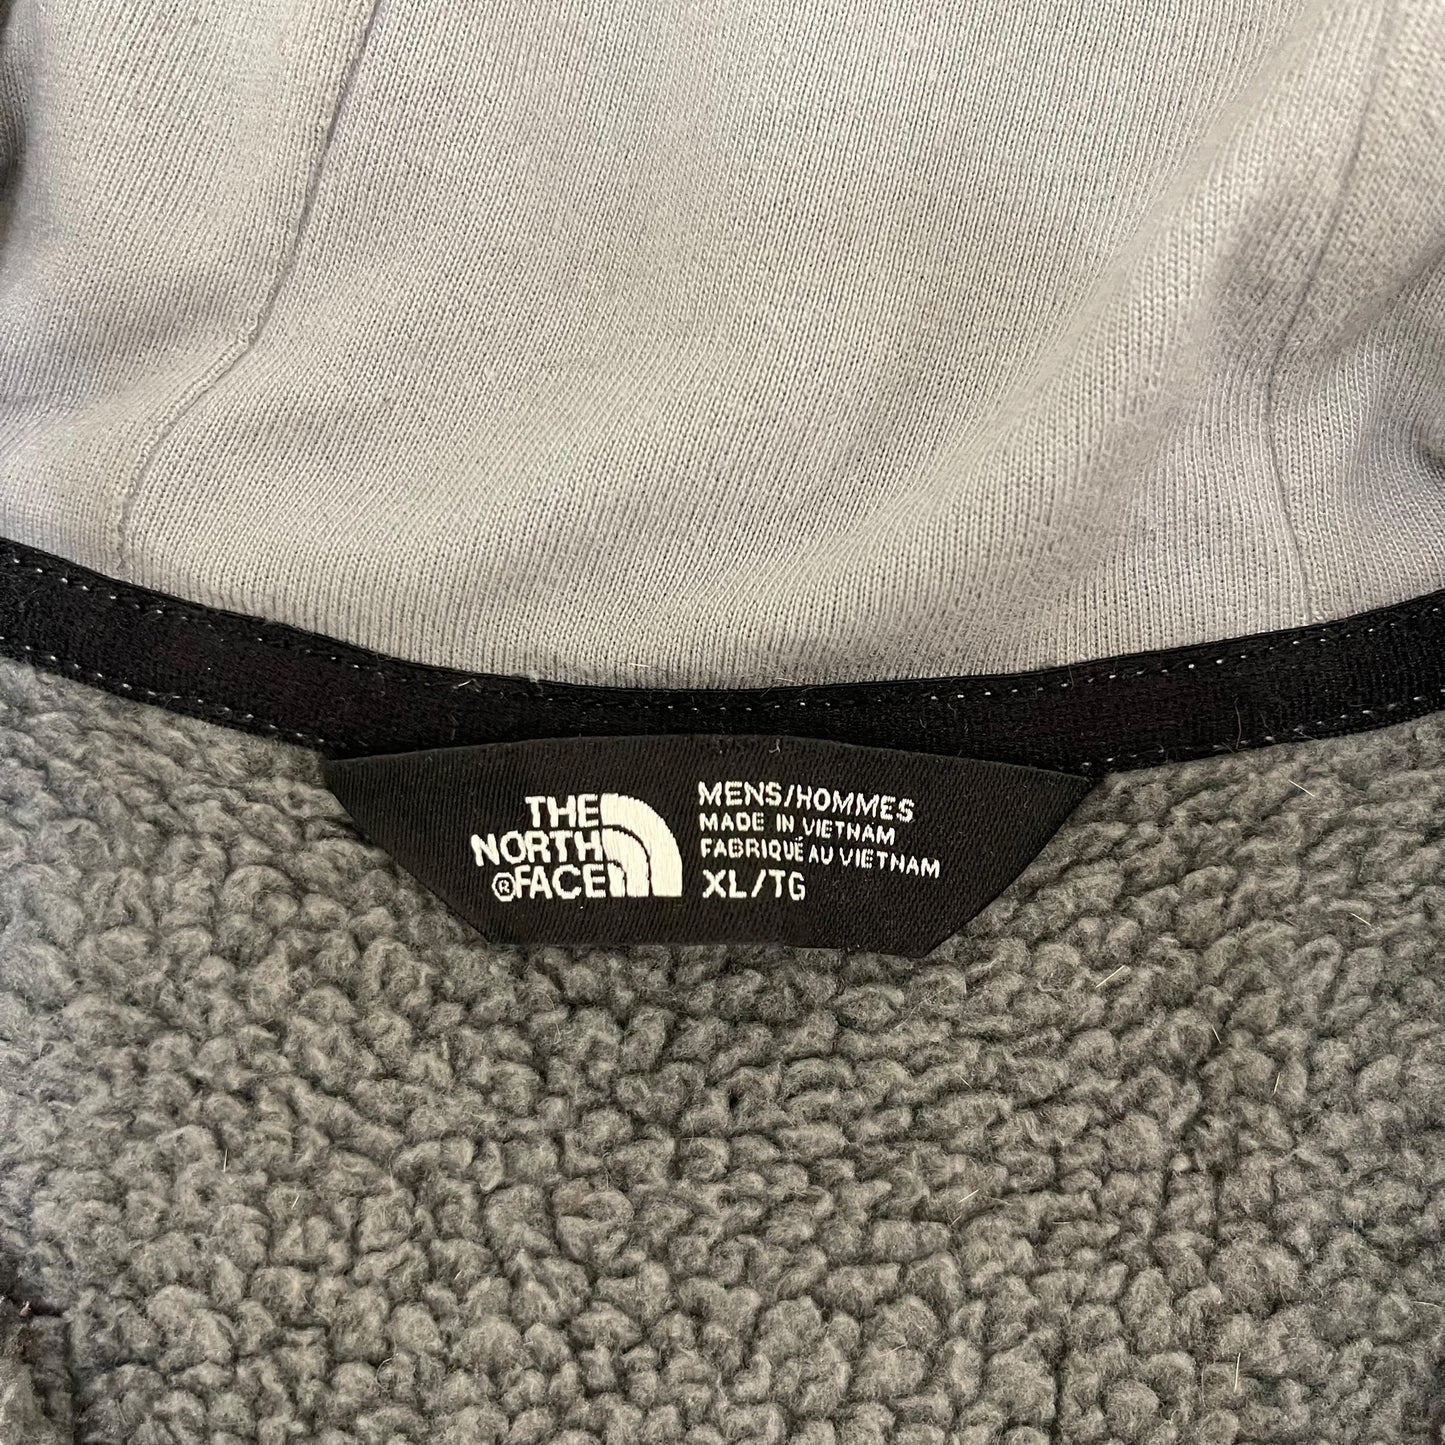 THE
NORTH
®FACE
MENS/HOMMES
MADE IN VIETNAM
FABRIQUÉ AU VIETNAM
XL/TG